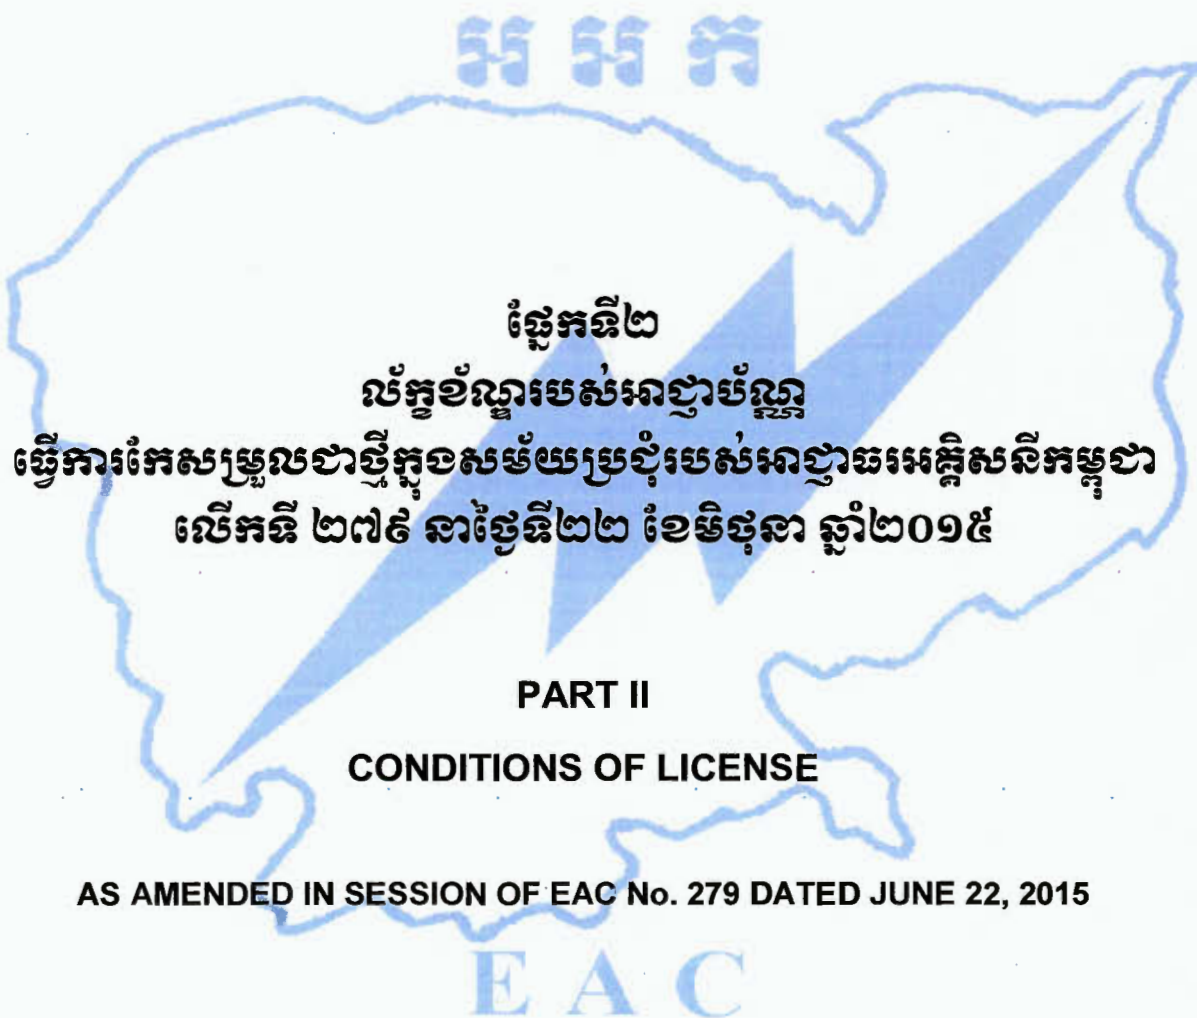 អអក
ផ្នែកទី២
ល័ក្ខខ័ណ្ឌរបស់អាជ្ញាប័ណ្ណ
ធ្វើការកែសម្រួលជាថ្មីក្នុងសម័យប្រជុំរបស់អាជ្ញាធរអគ្គិសនីកម្ពុជា
លើកទី ២៧៩ នាថ្ងៃទី២២ ខែមិថុនា ឆ្នាំ២០១៥
PART II
CONDITIONS OF LICENSE
AS AMENDED IN SESSION OF EAC No. 279 DATED JUNE 22, 2015
EAC